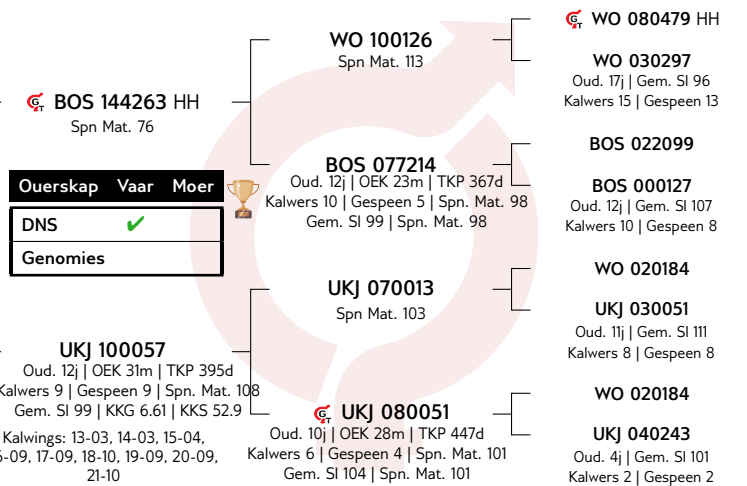 WO 080479 HH
WO 100126
Spn Mat. 113
WO 030297
Oud. 17j | Gem. SI 96
Kalwers 15 | Gespeen 13
BOS 144263 HH
Spn Mat. 76
BOS 022099
BOS 077214
Oud. 12j | OEK 23m | TKP 367d
Kalwers 10 | Gespeen 5 | Spn. Mat. 98
Gem. SI 99 | Spn. Mat. 98
BOS 000127
Oud. 12j | Gem. SI 107
Kalwers 10 | Gespeen 8
Ouerskap Vaar Moer
DNS ✔
Genomies
WO 020184
UKJ 070013
Spn Mat. 103
UKJ 030051
Oud. 11j | Gem. SI 111
Kalwers 8 | Gespeen 8
UKJ 100057
Oud. 12j | OEK 31m | TKP 395d
Kalwers 9 | Gespeen 9 | Spn. Mat. 108
Gem. SI 99 | KKG 6.61 | KKS 52.9
Kalwings: 13-03, 14-03, 15-04,
-09, 17-09, 18-10, 19-09, 20-09,
21-10
WO 020184
UKJ 080051
Oud. 10j | OEK 28m | TKP 447d
Kalwers 6 | Gespeen 4 | Spn. Mat. 101
Gem. SI 104 | Spn. Mat. 101
UKJ 040243
Oud. 4j | Gem. SI 101
Kalwers 2 | Gespeen 2